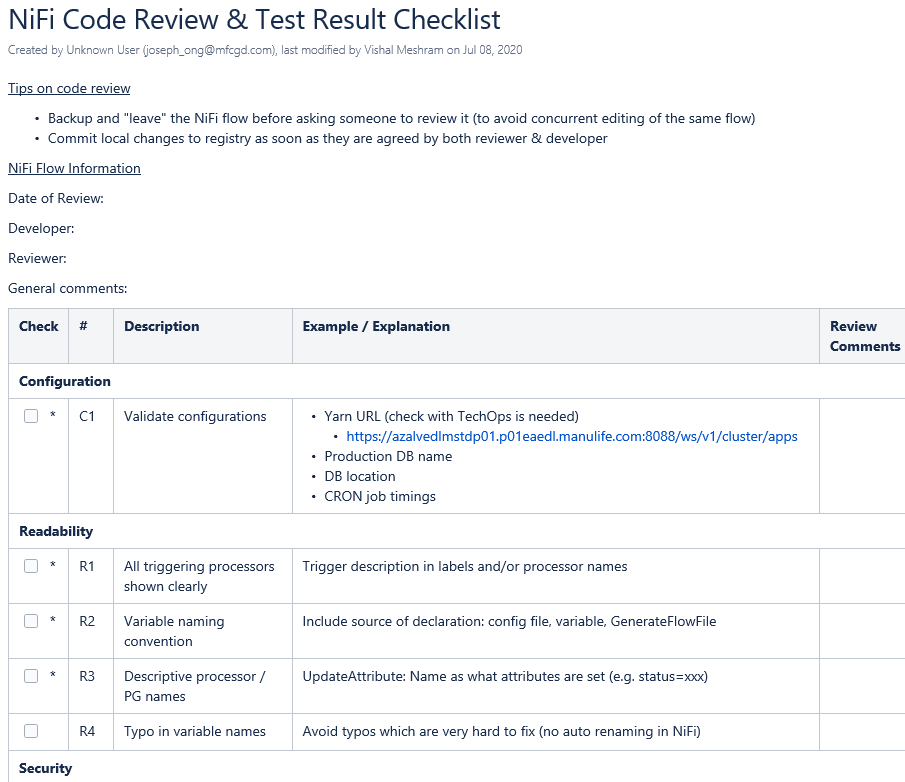 NiFi Code Review & Test Result Checklist
Created by Unknown User (joseph_ong@mfcgd.com), last modified by Vishal Meshram on Jul 08, 2020
Tips on code review
• Backup and "leave" the NiFi flow before asking someone to review it (to avoid concurrent editing of the same flow)
• Commit local changes to registry as soon as they are agreed by both reviewer & developer
NiFi Flow Information
Date of Review:
Developer:
Reviewer:
General comments:
Check # Description Example / Explanation Review Comments
Configuration
* C1 Validate configurations • Yarn URL (check with TechOps is needed)
• https://azalvedlmstdp01.p01eaedl.manulife.com:8088/ws/v1/cluster/apps
• Production DB name
• DB location
• CRON job timings
Readability
* R1 All triggering processors shown clearly Trigger description in labels and/or processor names
* R2 Variable naming convention Include source of declaration: config file, variable, GenerateFlowFile
* R3 Descriptive processor / PG names UpdateAttribute: Name as what attributes are set (e.g. status=xxx)
R4 Typo in variable names Avoid typos which are very hard to fix (no auto renaming in NiFi)
Security